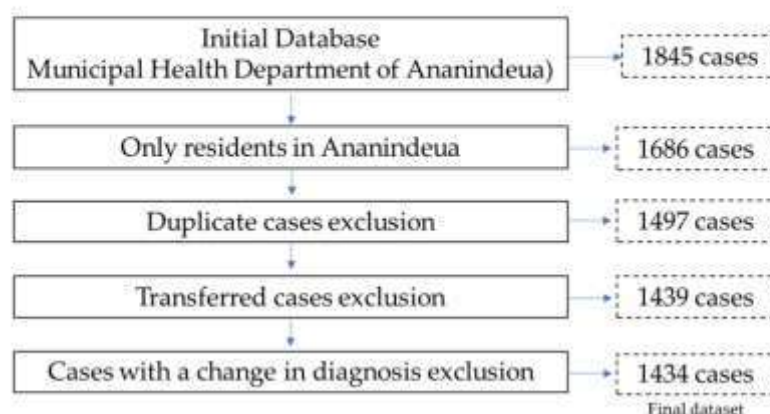 Initial Database
1845 cases
Municipal Health Department of Ananindeua)
Only residents in Ananindeua
1686 cases
Duplicate cases exclusion
1497 cases
Transferred cases exclusion
1439 cases
Cases with a change in diagnosis exclusion
1434 cases
Final dataset